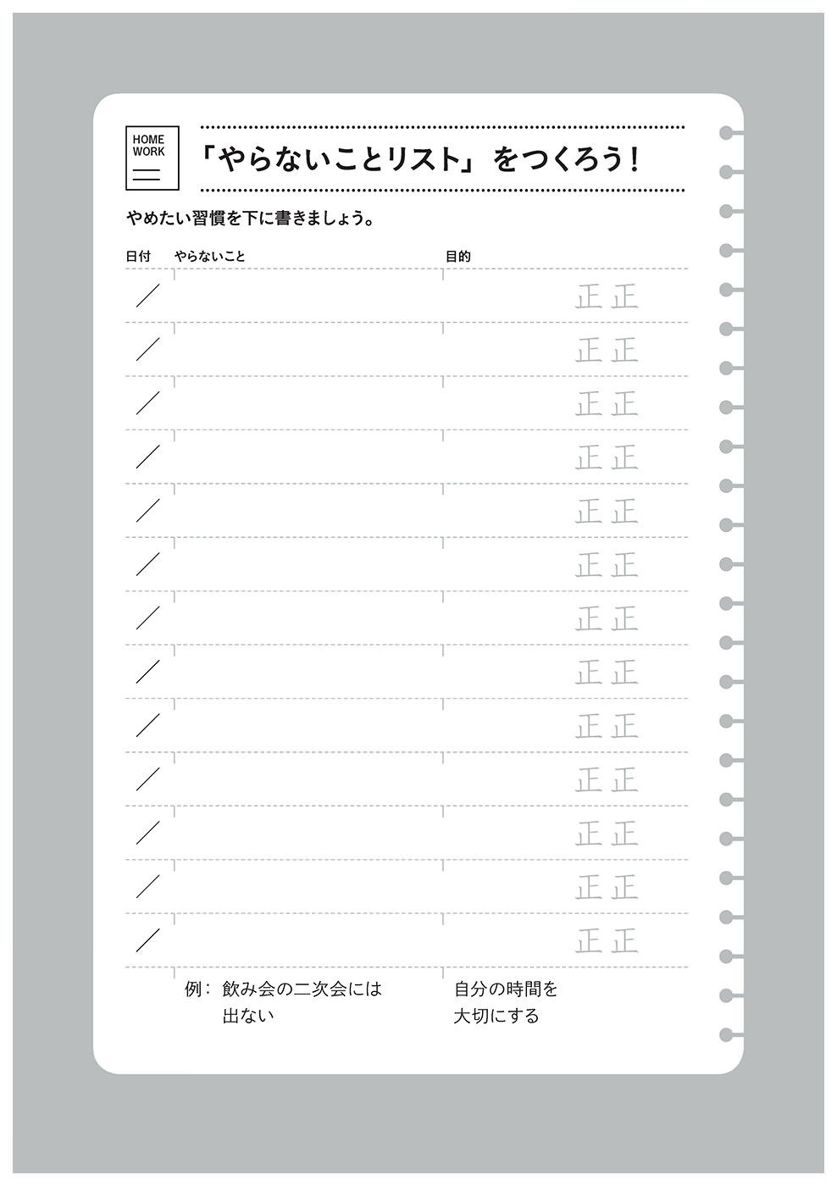 HOME
WORK
「やらないことリスト」をつくろう!
やめたい習慣を下に書きましょう。
日付 やらないこと 目的
/ 正正
/ 正正
/ 正正
/ 正正
/ 正正
/ 正正
/ 正正
/ 正正
/ 正正
/ 正正
/ 正正
/ 正正
/ 正正
例: 飲み会の二次会には 自分の時間を
出ない 大切にする